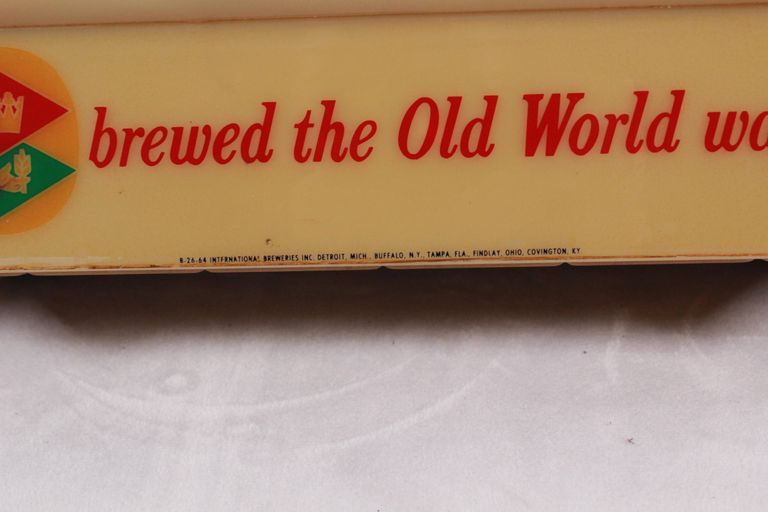 brewed the Old World wa
8-26-64 INTERNATIONAL BREWERIES INC. DETROIT, MICH., BUFFALO, N.Y., TAMPA, FLA., FINDLAY, OHIO, COVINGTON, KY